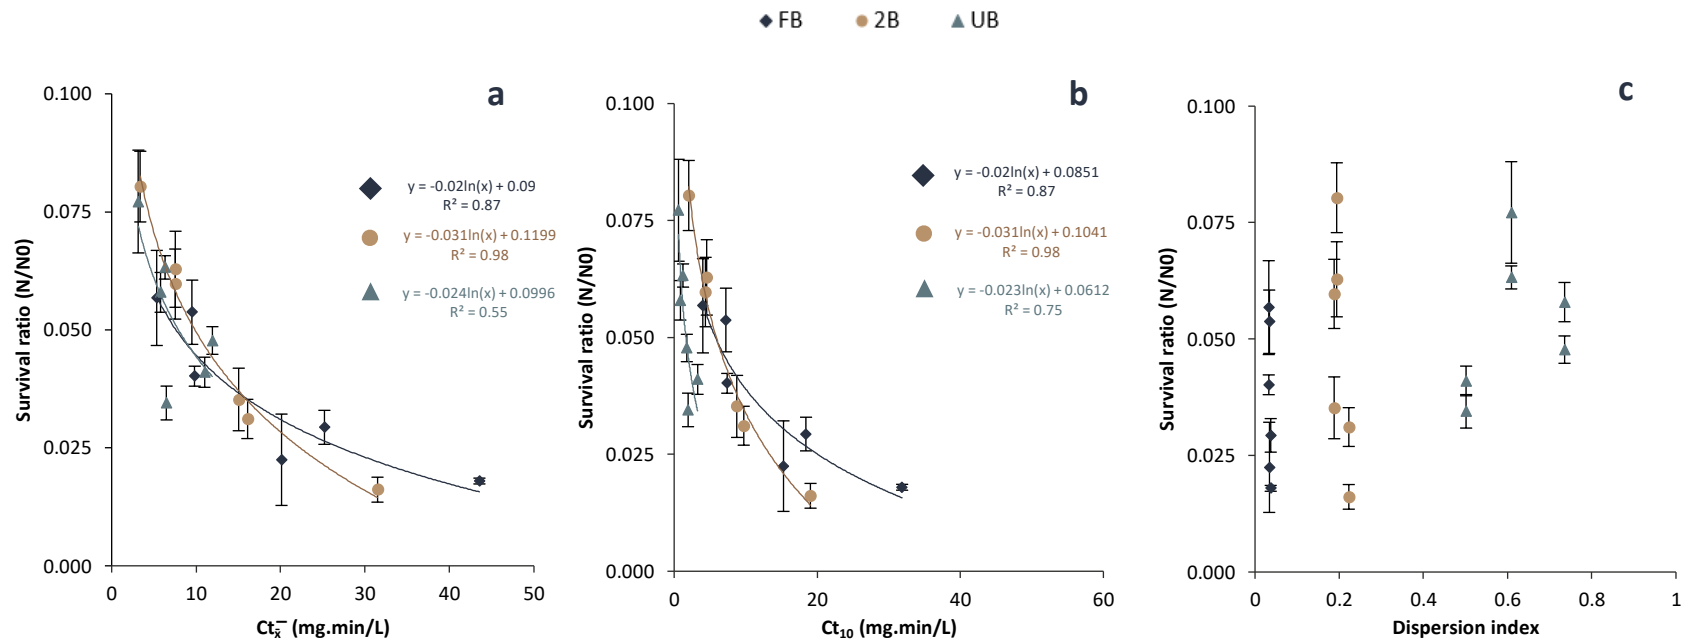 FB 2B UB
a
0.100
0.075
0.050
0.025
0.000
Survival ratio (N/N0)
y = -0.02ln(x) + 0.09
R² = 0.87
y = -0.031ln(x) + 0.1199
R² = 0.98
y = -0.024ln(x) + 0.0996
R² = 0.55
0 10 20 30 40 50
Ctx̄ (mg.min/L)
b
0.100
0.075
0.050
0.025
0.000
Survival ratio (N/N0)
y = -0.02ln(x) + 0.0851
R² = 0.87
y = -0.031ln(x) + 0.1041
R² = 0.98
y = -0.023ln(x) + 0.0612
R² = 0.75
0 20 40 60
Ct₁₀ (mg.min/L)
c
0.100
0.075
0.050
0.025
0.000
Survival ratio (N/N0)
0 0.2 0.4 0.6 0.8 1
Dispersion index